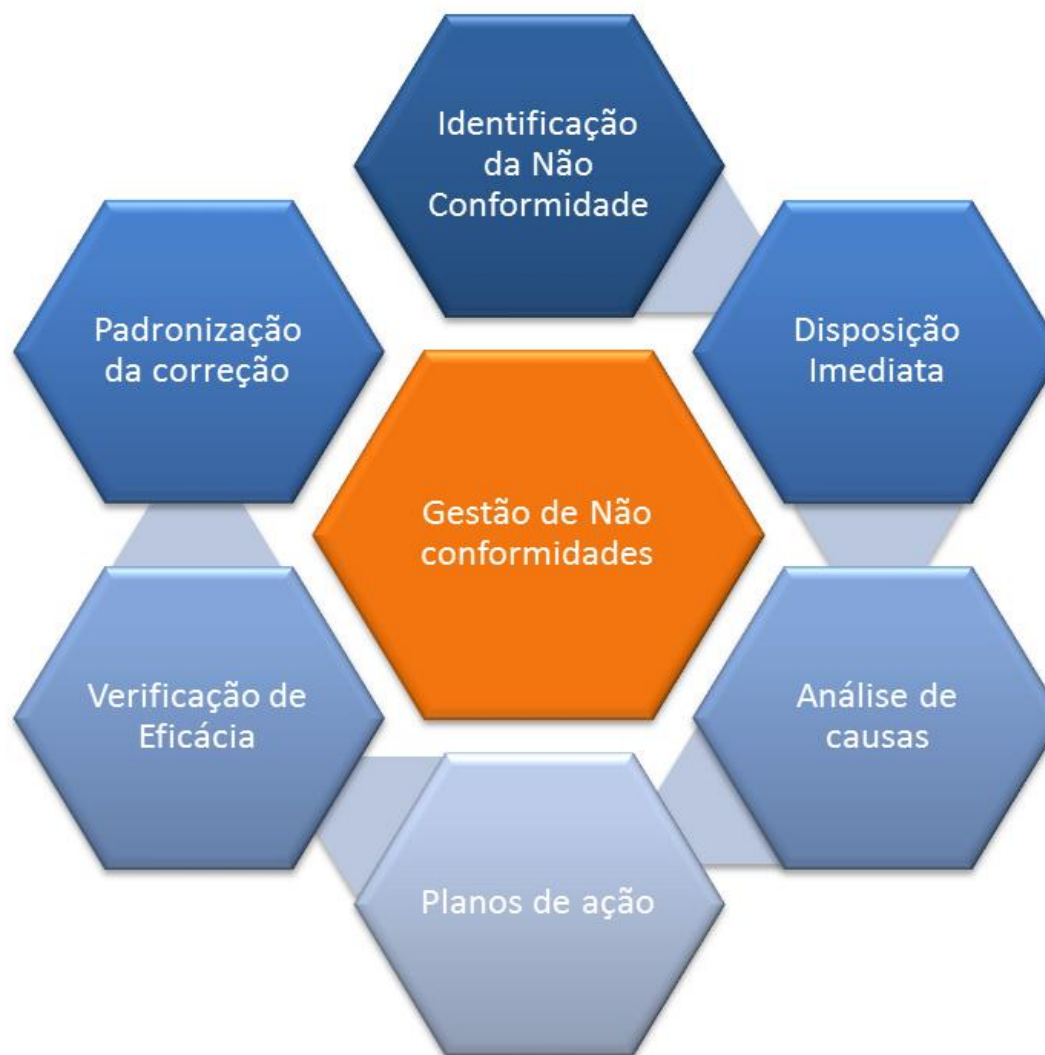 Identificação
da Não
Conformidade
Disposição
Imediata
Análise de
causas
Planos de ação
Verificação de
Eficácia
Padronização
da correção
Gestão de Não
conformidades